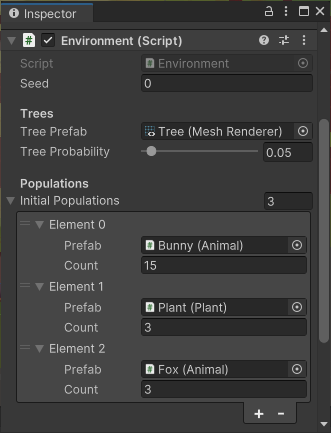 Inspector
Environment (Script)
Script Environment
Seed 0
Trees
Tree Prefab Tree (Mesh Renderer)
Tree Probability 0.05
Populations
Initial Populations 3
Element 0
Prefab Bunny (Animal)
Count 15
Element 1
Prefab Plant (Plant)
Count 3
Element 2
Prefab Fox (Animal)
Count 3